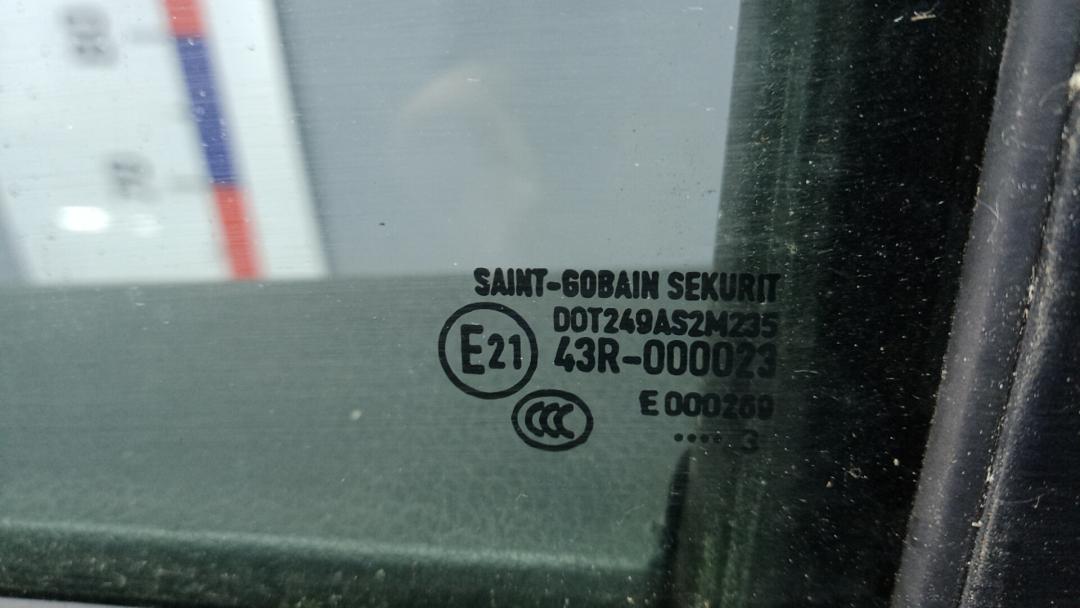 SAINT-GOBAIN SEKURIT
DOT249AS2M235
E21 43R-000023
CCC E 000269
.... 3